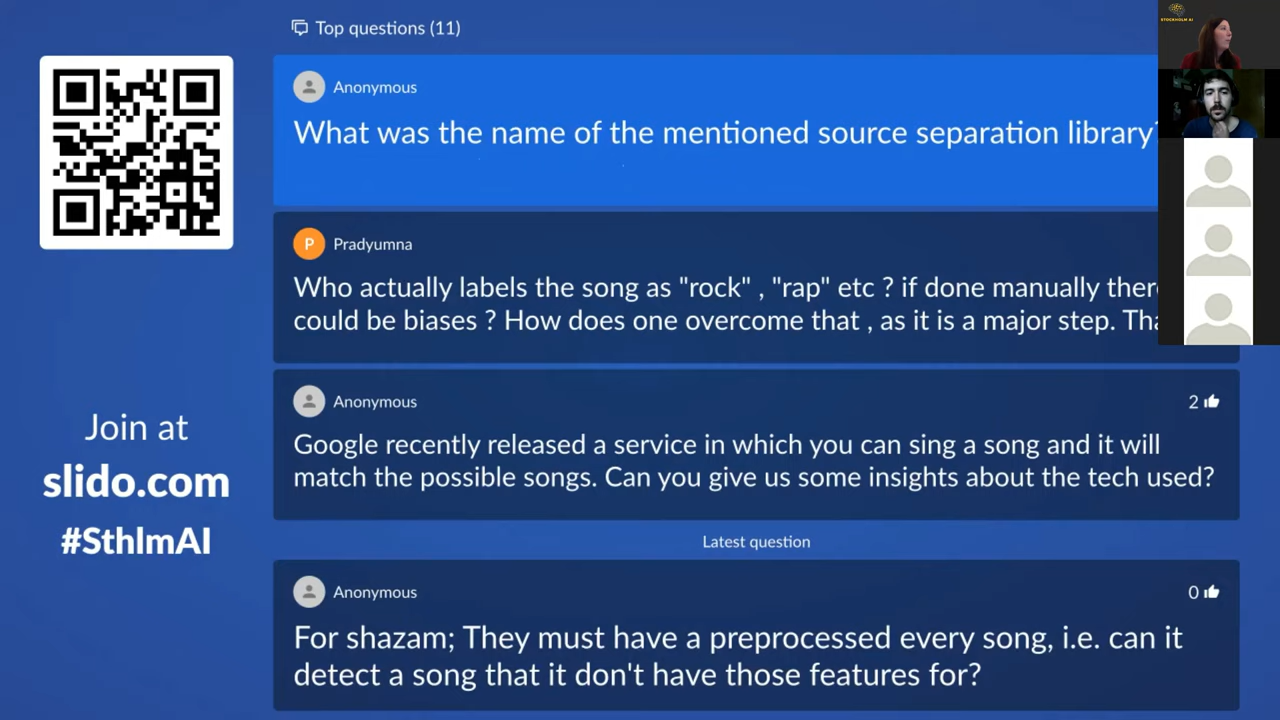 Top questions (11)
STOCKHOLM AI
Anonymous
What was the name of the mentioned source separation library?
P Pradyumna
Who actually labels the song as "rock" , "rap" etc ? if done manually
could be biases ? How does one overcome that , as it is a major step.
Anonymous
2
Google recently released a service in which you can sing a song and it will
match the possible songs. Can you give us some insights about the tech used?
Join at
slido.com
#SthlmAI
Latest question
Anonymous
0
For shazam; They must have a preprocessed every song, i.e. can it
detect a song that it don't have those features for?